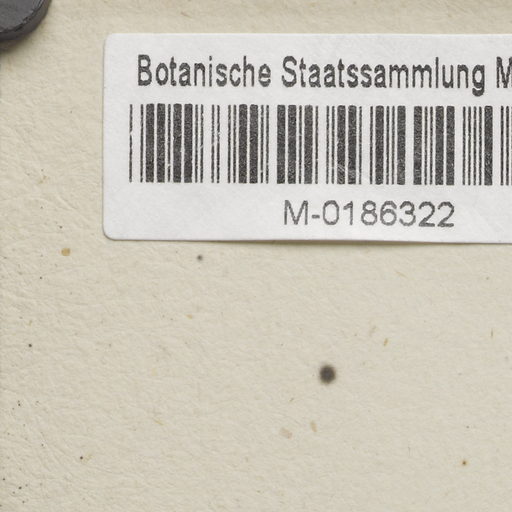 Botanische Staatssammlung M
M-0186322